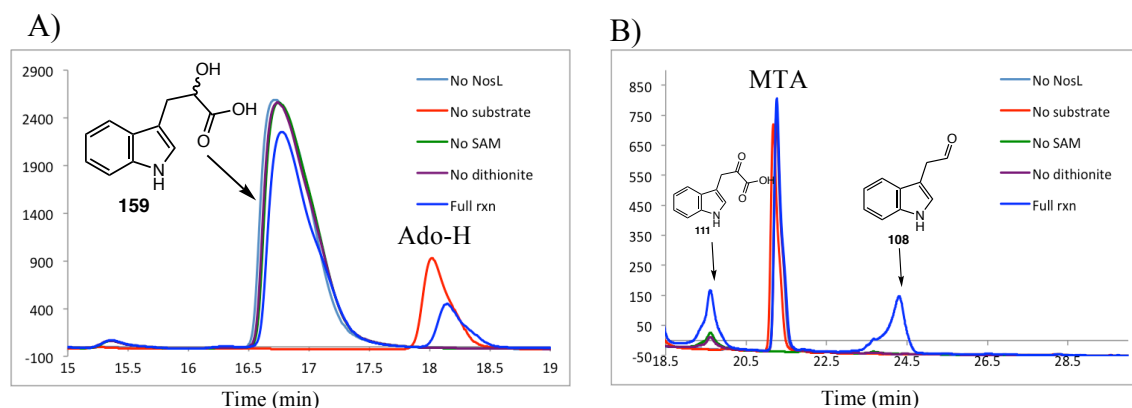 A)
2900
2400
1900
1400
900
400
-100
15
15.5
16
16.5
17
17.5
18
18.5
19
Time (min)
OH
OH
O
N
H
159
Ado-H
No NosL
No substrate
No SAM
No dithionite
Full rxn
B)
850
750
650
550
450
350
250
150
50
-50
18.5
20.5
22.5
24.5
26.5
28.5
Time (min)
MTA
O
OH
O
N
H
111
O
N
H
108
No NosL
No substrate
No SAM
No dithionite
Full rxn